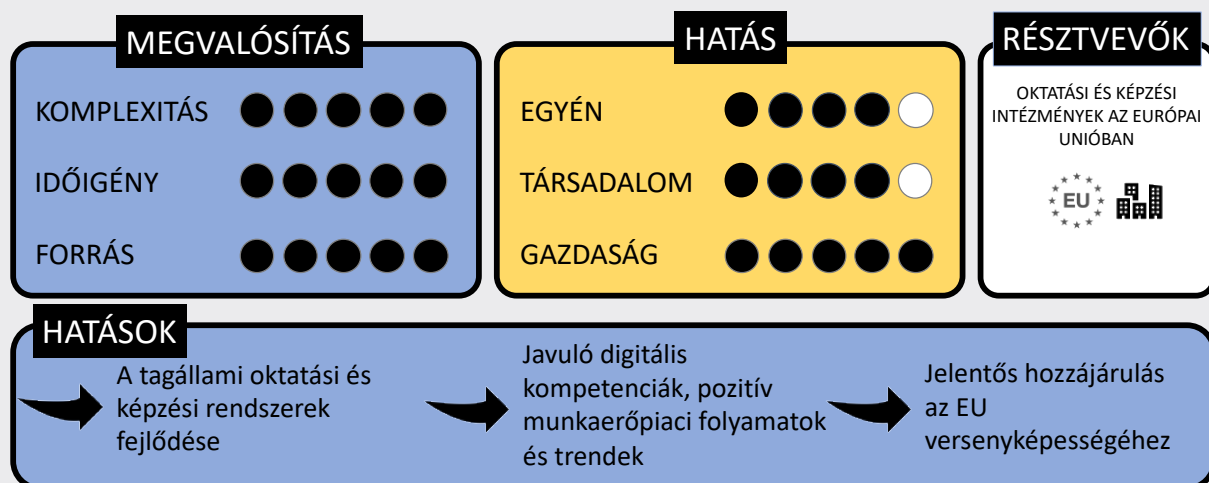 MEGVALÓSÍTÁS
KOMPLEXITÁS
IDŐIGÉNY
FORRÁS
HATÁS
EGYÉN
TÁRSADALOM
GAZDASÁG
RÉSZTVEVŐK
OKTATÁSI ÉS KÉPZÉSI
INTÉZMÉNYEK AZ EURÓPAI
UNIÓBAN
EU
HATÁSOK
A tagállami oktatási és
képzési rendszerek
fejlődése
Javuló digitális
kompetenciák, pozitív
munkaerőpiaci folyamatok
és trendek
Jelentős hozzájárulás
az EU
versenyképességéhez